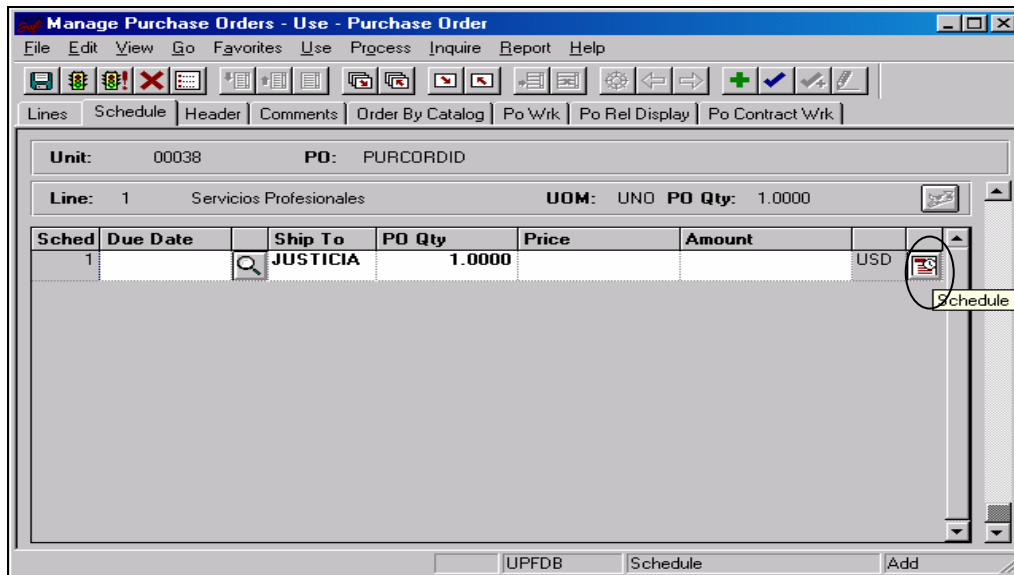 Manage Purchase Orders - Use - Purchase Order
File Edit View Go Favorites Use Process Inquire Report Help
Lines Schedule Header Comments Order By Catalog Po Wrk Po Rel Display Po Contract Wrk
Unit: 00038 PO: PURCORDID
Line: 1 Servicios Profesionales UOM: UNO PO Qty: 1.0000
Sched Due Date Ship To PO Qty Price Amount
1 JUSTICIA 1.0000 USD
Schedule
UPFDB Schedule Add